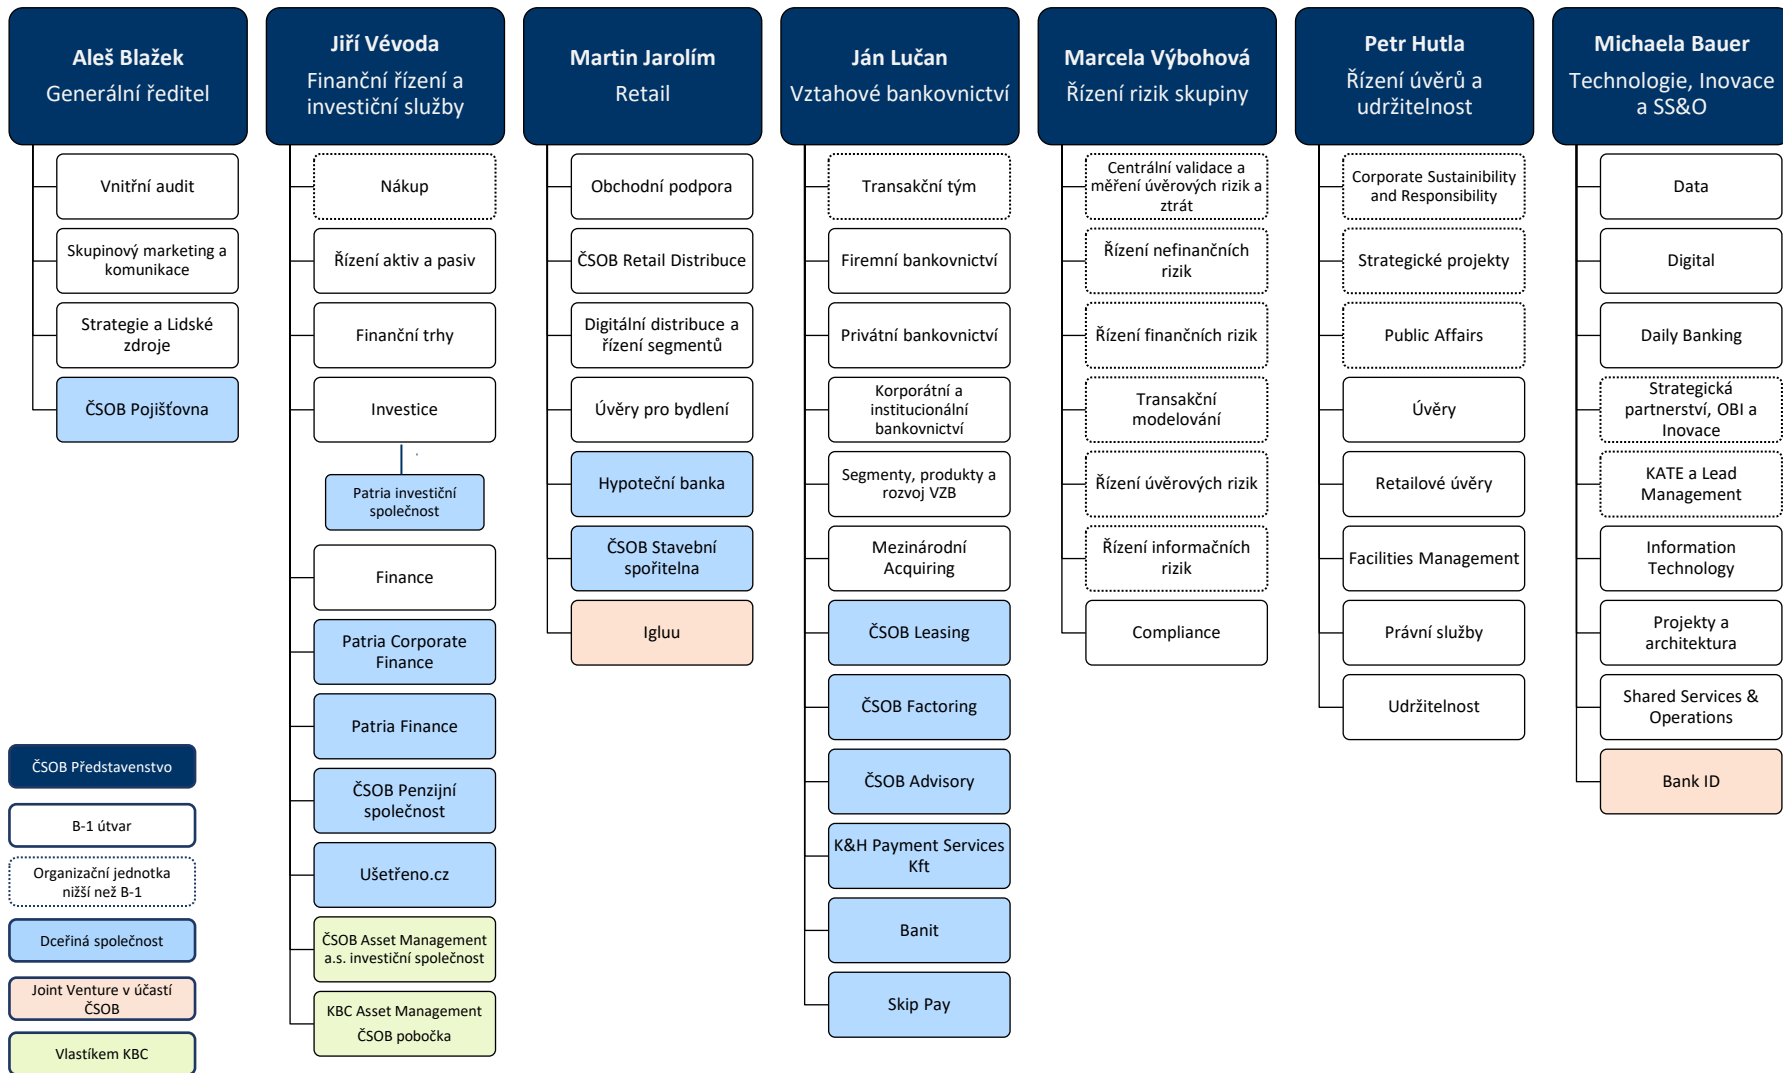 Aleš Blažek
Generální ředitel
Vnitřní audit
Skupinový marketing a
komunikace
Strategie a Lidské
zdroje
ČSOB Pojišťovna
Jiří Vévoda
Finanční řízení a
investiční služby
Nákup
Řízení aktiv a pasiv
Finanční trhy
Investice
Patria investiční
společnost
Finance
Patria Corporate
Finance
Patria Finance
ČSOB Penzijní
společnost
Ušetřeno.cz
ČSOB Asset Management
a.s. investiční společnost
KBC Asset Management
ČSOB pobočka
Martin Jarolím
Retail
Obchodní podpora
ČSOB Retail Distribuce
Digitální distribuce a
řízení segmentů
Úvěry pro bydlení
Hypoteční banka
ČSOB Stavební
spořitelna
Igluu
Ján Lučan
Vztahové bankovnictví
Transakční tým
Firemní bankovnictví
Privátní bankovnictví
Korporátní a
institucionální
bankovnictví
Segmenty, produkty a
rozvoj VZB
Mezinárodní
Acquiring
ČSOB Leasing
ČSOB Factoring
ČSOB Advisory
K&H Payment Services
Kft
Banit
Skip Pay
Marcela Výbohová
Řízení rizik skupiny
Centrální validace a
měření úvěrových rizik a
ztrát
Řízení nefinančních
rizik
Řízení finančních rizik
Transakční
modelování
Řízení úvěrových rizik
Řízení informačních
rizik
Compliance
Petr Hutla
Řízení úvěrů a
udržitelnost
Corporate Sustainibility
and Responsibility
Strategické projekty
Public Affairs
Úvěry
Retailové úvěry
Facilities Management
Právní služby
Udržitelnost
Michaela Bauer
Technologie, Inovace
a SS&O
Data
Digital
Daily Banking
Strategická
partnerství, OBI a
Inovace
KATE a Lead
Management
Information
Technology
Projekty a
architektura
Shared Services &
Operations
Bank ID
ČSOB Představenstvo
B-1 útvar
Organizační jednotka
nižší než B-1
Dceřiná společnost
Joint Venture v účastí
ČSOB
Vlastíkem KBC